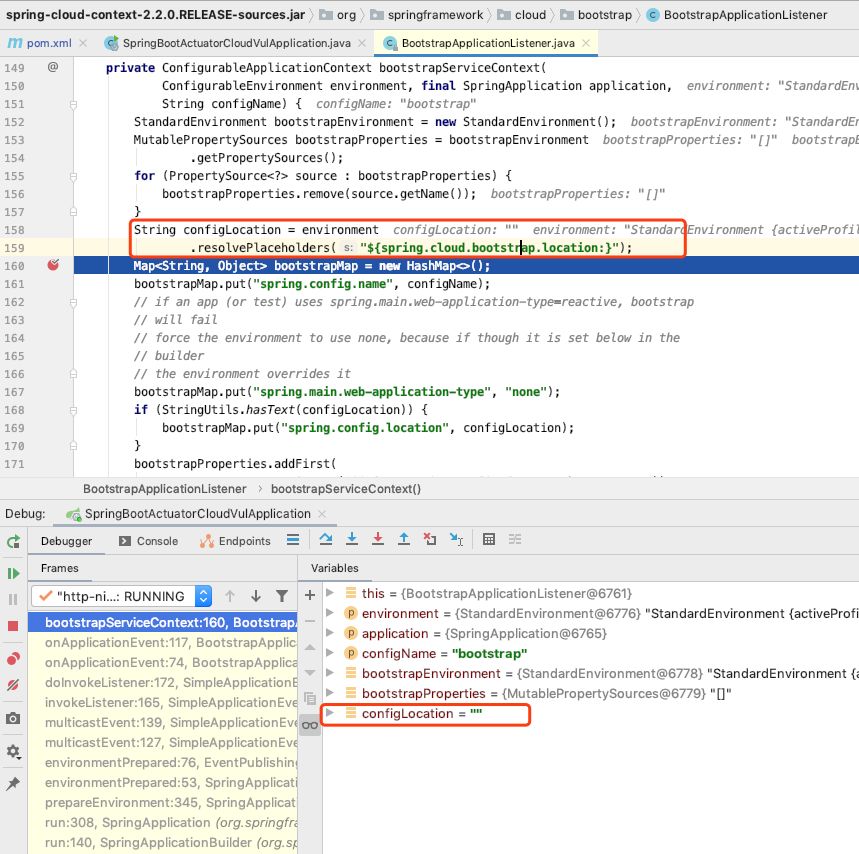 spring-cloud-context-2.2.0.RELEASE-sources.jar org springframework cloud bootstrap BootstrapApplicationListener
pom.xml SpringBootActuatorCloudVulApplication.java BootstrapApplicationListener.java
149 @ private ConfigurableApplicationContext bootstrapServiceContext(
150 ConfigurableEnvironment environment, final SpringApplication application, environment: "StandardEnv
151 String configName) { configName: "bootstrap"
152 StandardEnvironment bootstrapEnvironment = new StandardEnvironment(); bootstrapEnvironment: "StandardEn
153 MutablePropertySources bootstrapProperties = bootstrapEnvironment bootstrapProperties: "[]" bootstrapE
154 .getPropertySources();
155 for (PropertySource<?> source : bootstrapProperties) {
156 bootstrapProperties.remove(source.getName()); bootstrapProperties: "[]"
157 }
158 String configLocation = environment configLocation: "" environment: "StandardEnvironment {activeProfil
159 .resolvePlaceholders( s: "${spring.cloud.bootstrap.location:}");
160 Map<String, Object> bootstrapMap = new HashMap<>();
161 bootstrapMap.put("spring.config.name", configName);
162 // if an app (or test) uses spring.main.web-application-type=reactive, bootstrap
163 // will fail
164 // force the environment to use none, because if though it is set below in the
165 // builder
166 // the environment overrides it
167 bootstrapMap.put("spring.main.web-application-type", "none");
168 if (StringUtils.hasText(configLocation)) {
169 bootstrapMap.put("spring.config.location", configLocation);
170 }
171 bootstrapProperties.addFirst(
BootstrapApplicationListener › bootstrapServiceContext()
Debug: SpringBootActuatorCloudVulApplication
Debugger Console Endpoints
Frames Variables
"http-ni...: RUNNING
bootstrapServiceContext:160, BootstrapA
onApplicationEvent:117, BootstrapApplic
onApplicationEvent:74, BootstrapApplica
doInvokeListener:172, SimpleApplicatione
invokeListener:165, SimpleApplicationEve
multicastEvent:139, SimpleApplicationEv
multicastEvent:127, SimpleApplicationEve
environmentPrepared:76, EventPublishing
environmentPrepared:53, SpringApplicati
prepareEnvironment:345, SpringApplicat
run:308, SpringApplication (org.springfra
run:140, SpringApplicationBuilder (org.sp
this = {BootstrapApplicationListener@6761}
environment = {StandardEnvironment@6776} "StandardEnvironment {activeProfil
application = {SpringApplication@6765}
configName = "bootstrap"
bootstrapEnvironment = {StandardEnvironment@6778} "StandardEnvironment {a
bootstrapProperties = {MutablePropertySources@6779} "[]"
configLocation = ""